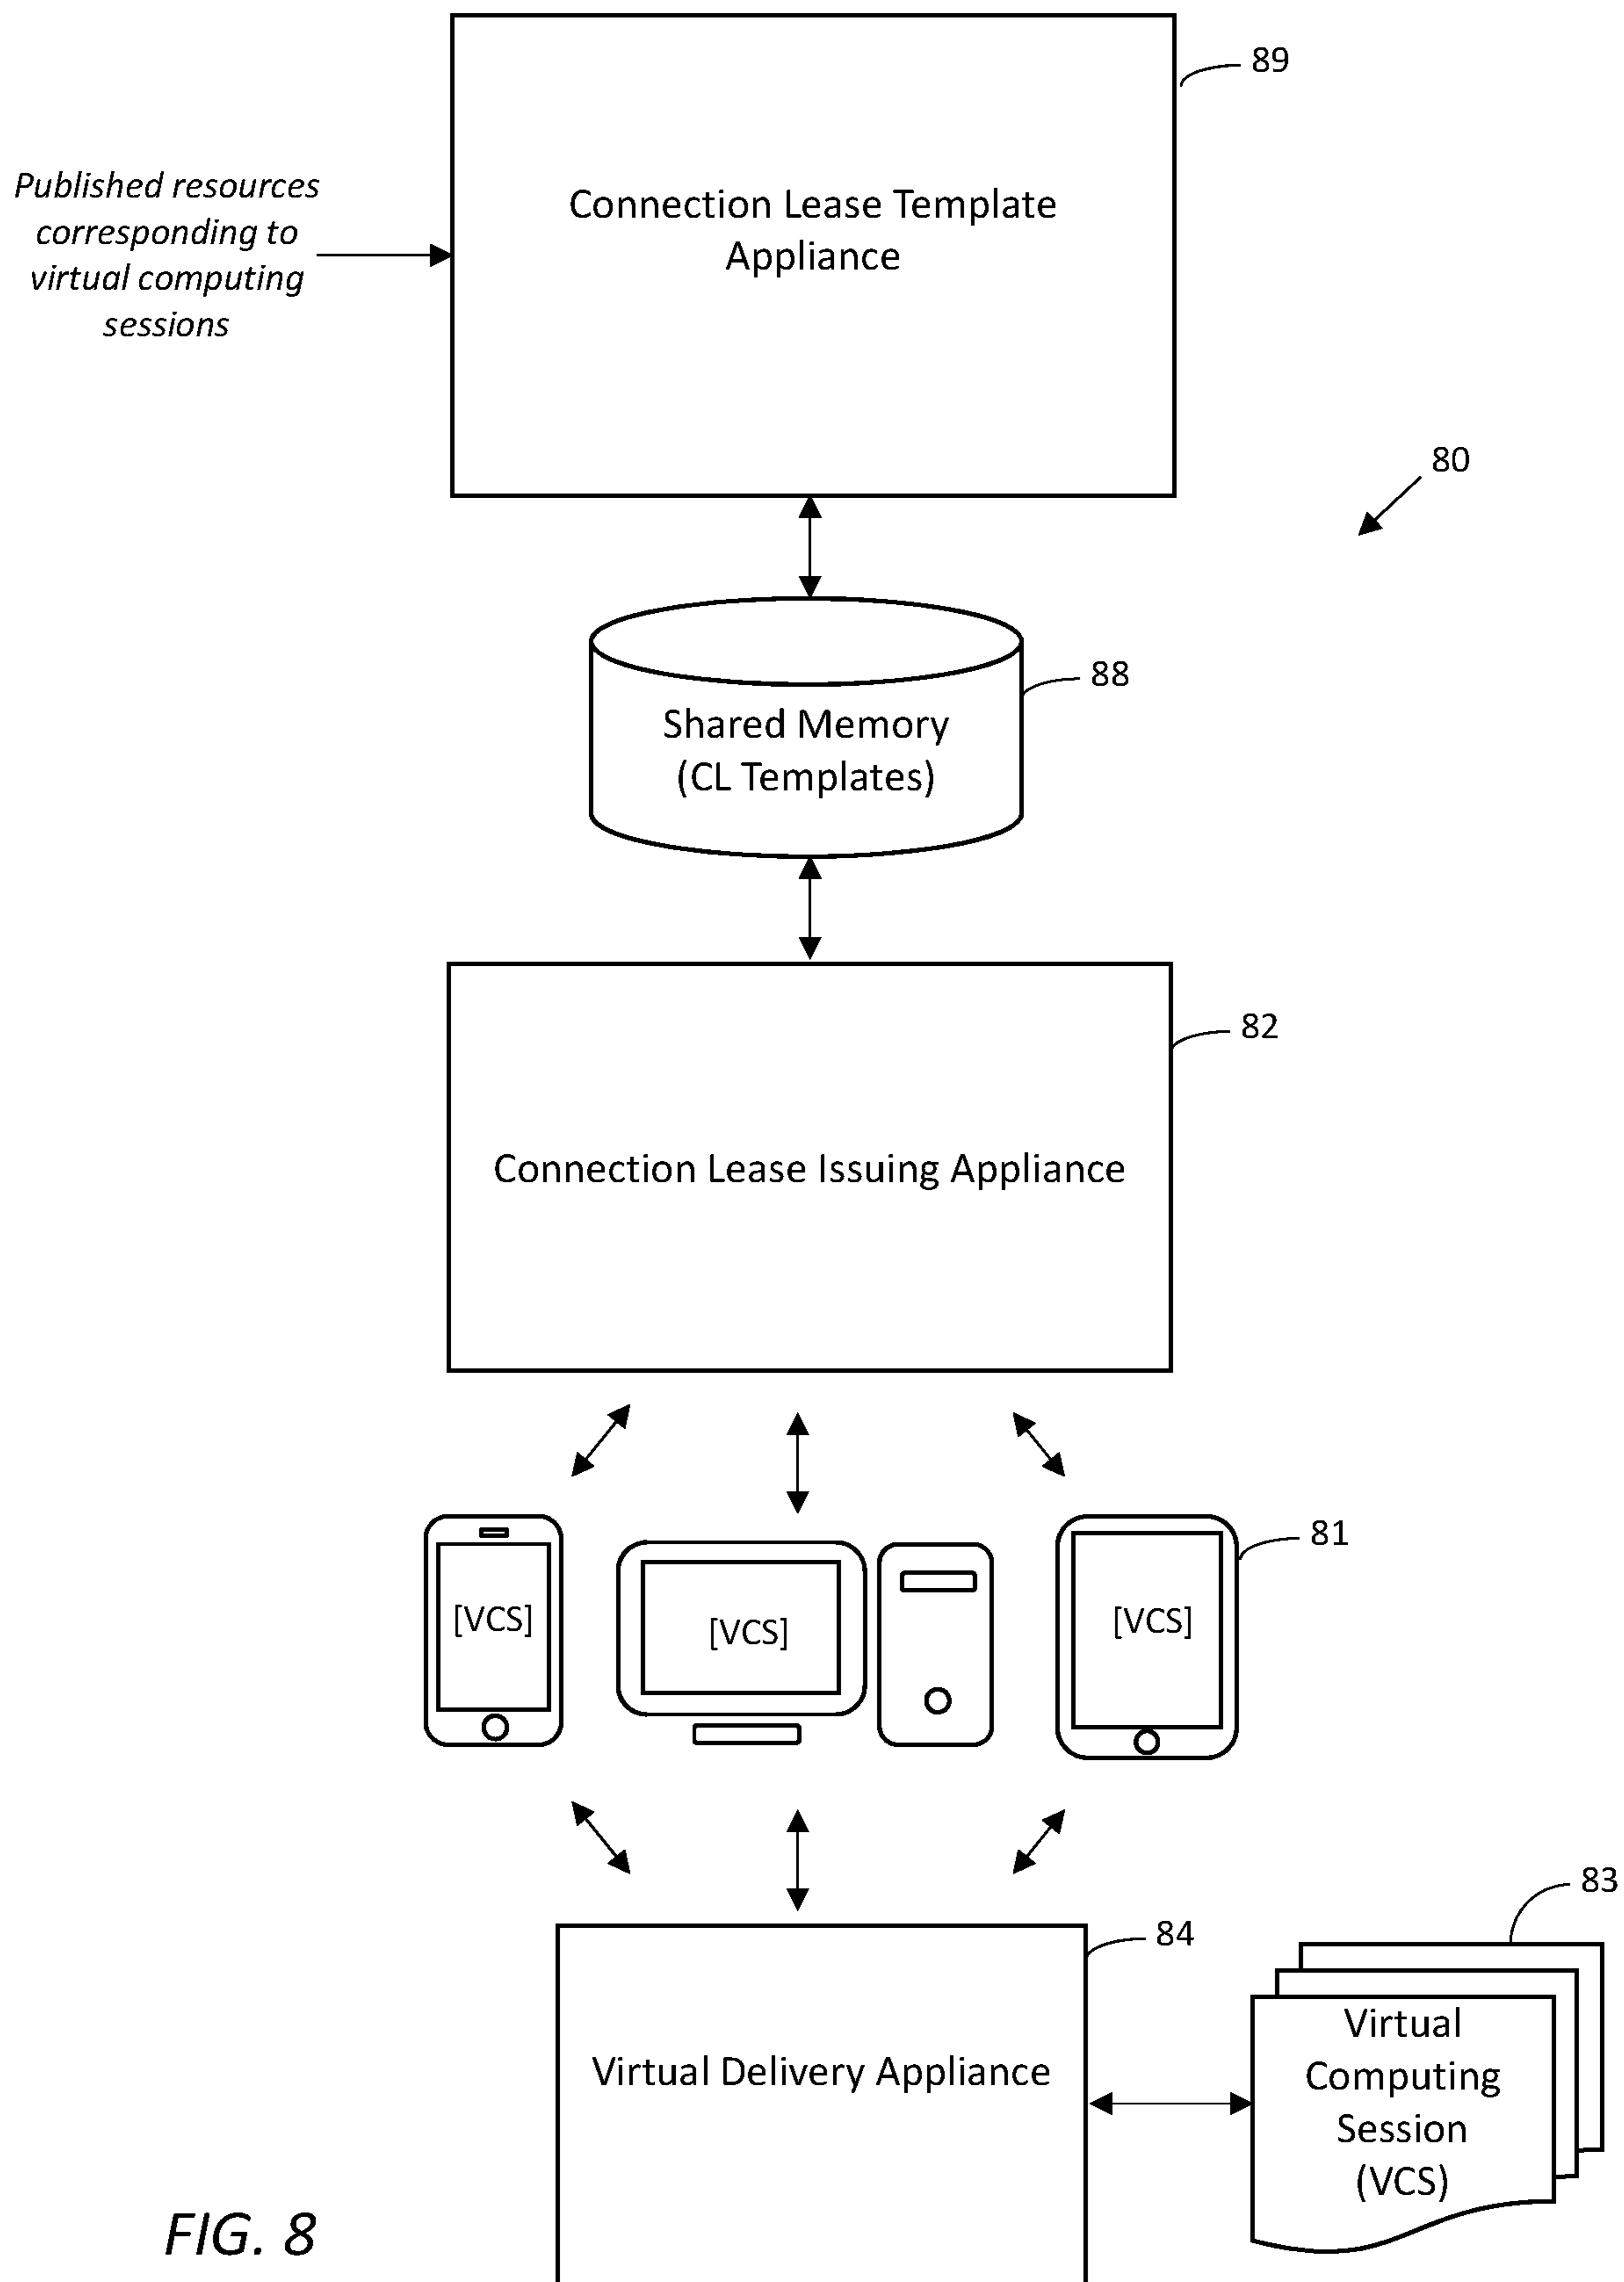 89
Published resources
corresponding to
virtual computing
sessions
Connection Lease Template
Appliance
80
88
Shared Memory
(CL Templates)
82
Connection Lease Issuing Appliance
81
[VCS]
[VCS]
[VCS]
83
84
Virtual Delivery Appliance
Virtual
Computing
Session
(VCS)
FIG. 8